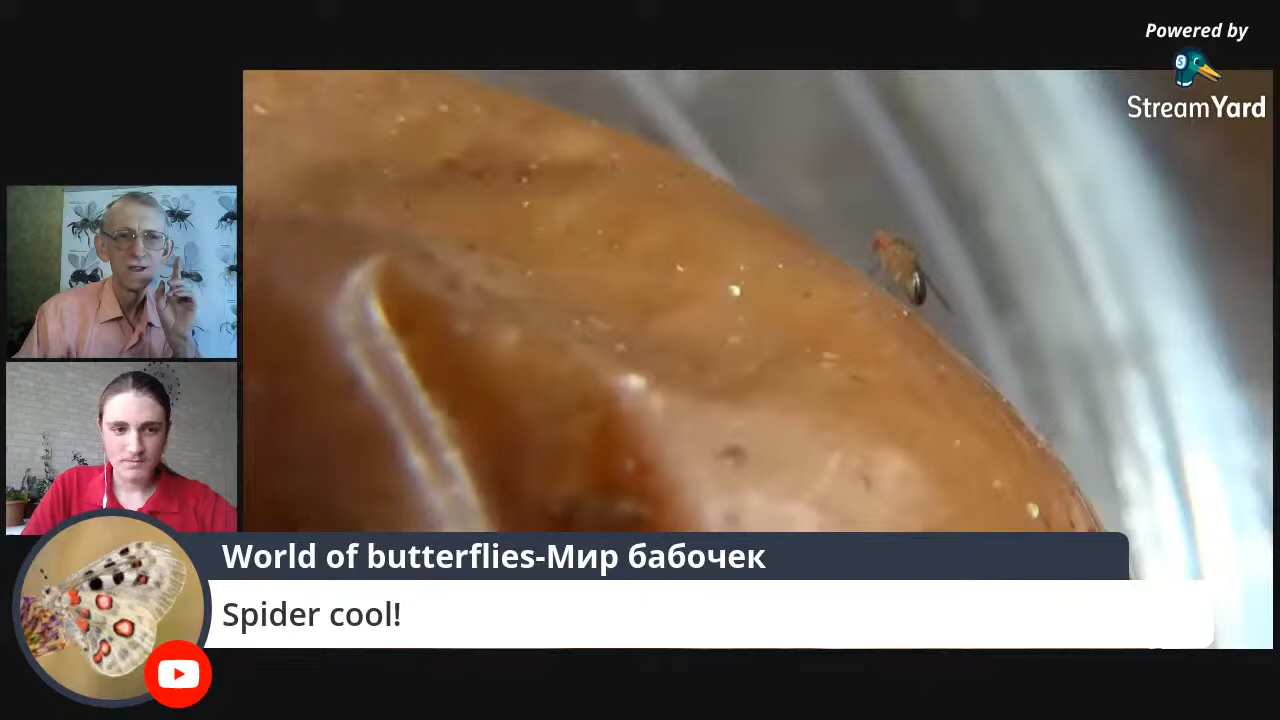 Powered by
StreamYard
World of butterflies-Мир бабочек
Spider cool!